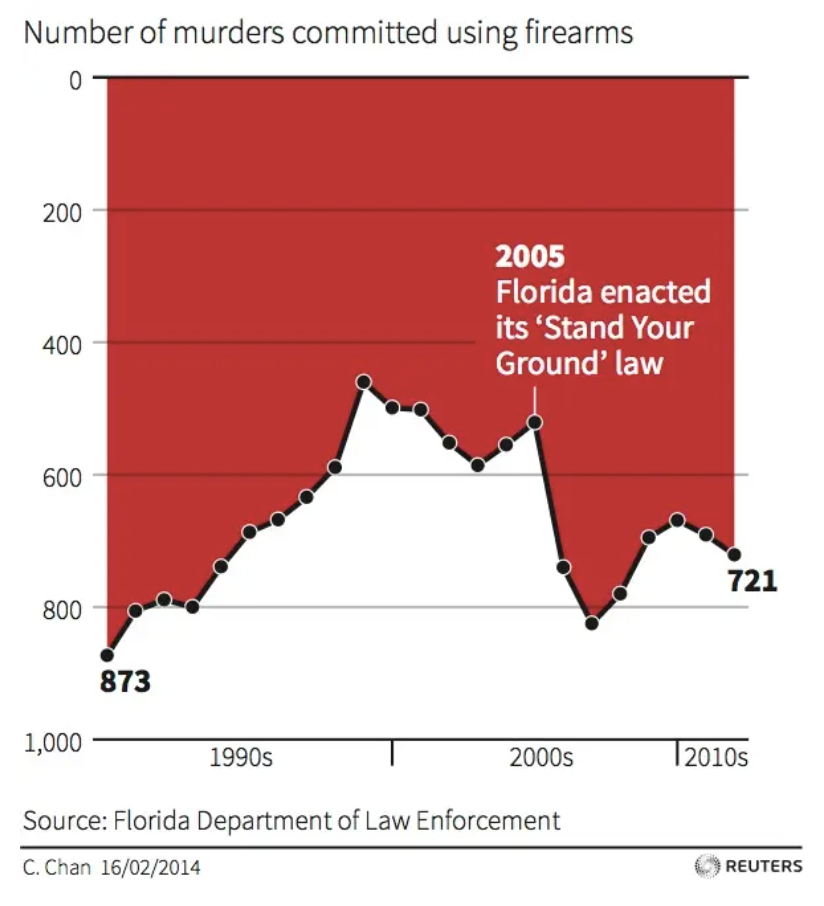 Number of murders committed using firearms
0
200
2005
Florida enacted
its ‘Stand Your
Ground’ law
400
600
721
800
873
1,000
1990s
2000s
2010s
Source: Florida Department of Law Enforcement
C. Chan 16/02/2014
REUTERS